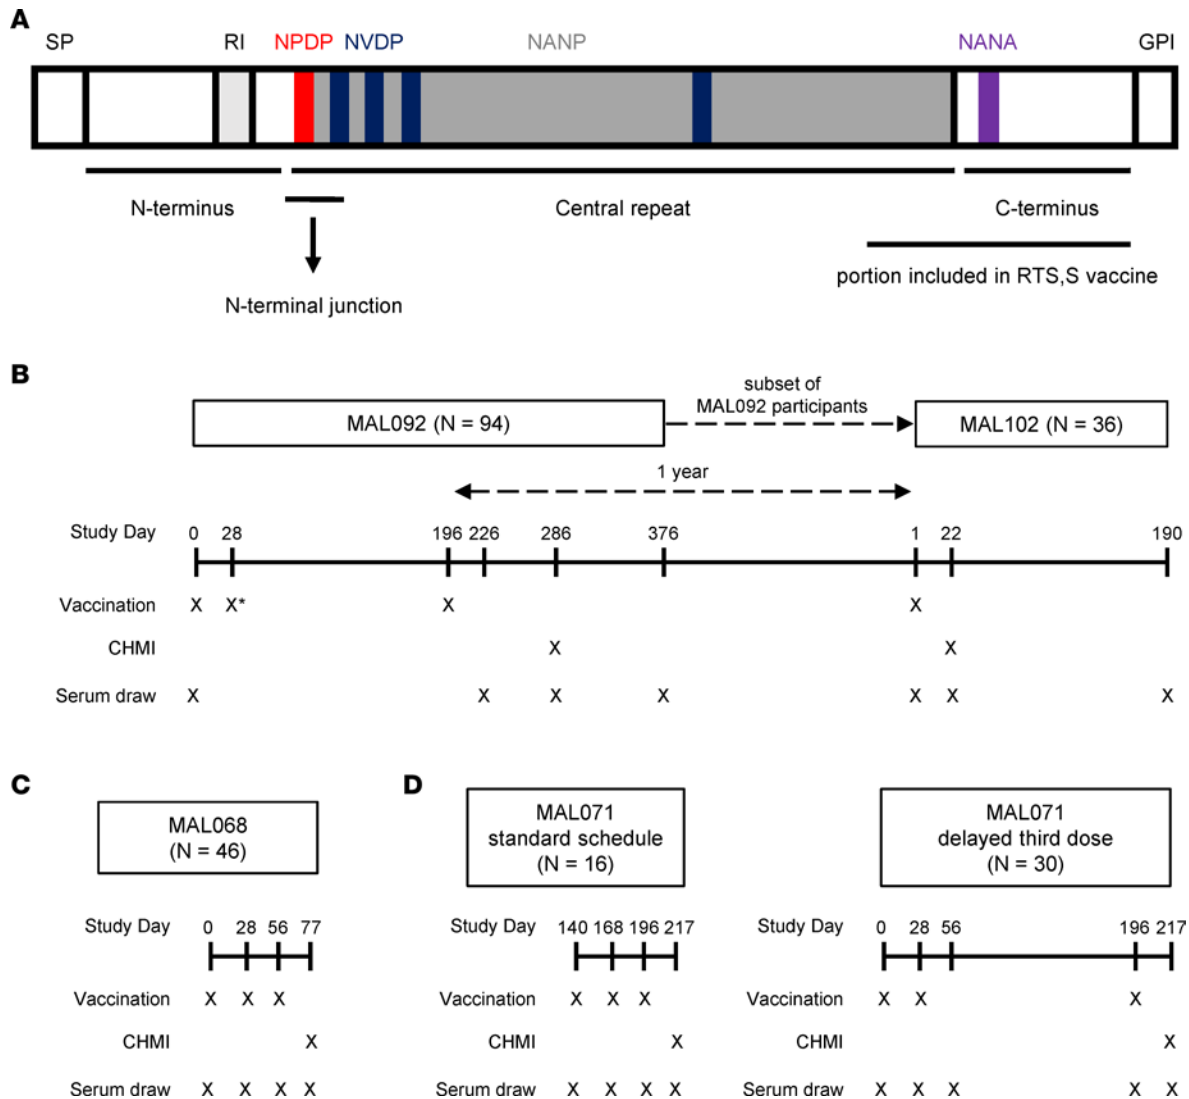 A
SP RI NPDP NVDP NANP NANA GPI
N-terminus Central repeat C-terminus
N-terminal junction
portion included in RTS,S vaccine
B
MAL092 (N = 94)
subset of
MAL092 participants
MAL102 (N = 36)
1 year
Study Day 0 28 196 226 286 376 1 22 190
Vaccination X X* X X
CHMI X X
Serum draw X X X X X X X
C
MAL068
(N = 46)
Study Day 0 28 56 77
Vaccination X X X
CHMI X
Serum draw X X X X
D
MAL071
standard schedule
(N = 16)
Study Day 140 168 196 217
Vaccination X X X
CHMI X
Serum draw X X X X
MAL071
delayed third dose
(N = 30)
Study Day 0 28 56 196 217
Vaccination X X X
CHMI X
Serum draw X X X X X